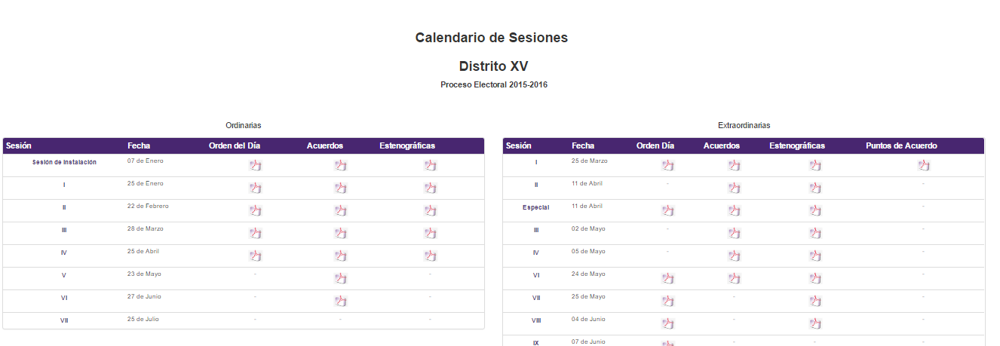 Calendario de Sesiones
Distrito XV
Proceso Electoral 2015-2016
Ordinarias
Sesión Fecha Orden del Día Acuerdos Estenográficas
Sesión de Instalación 07 de Enero
I 25 de Enero
II 22 de Febrero
III 28 de Marzo
IV 25 de Abril
V 23 de Mayo - -
VI 27 de Junio - -
VII 25 de Julio - - -
Extraordinarias
Sesión Fecha Orden Día Acuerdos Estenográficas Puntos de Acuerdo
I 25 de Marzo
II 11 de Abril - -
Especial 11 de Abril -
III 02 de Mayo - -
IV 05 de Mayo - -
VI 24 de Mayo -
VII 25 de Mayo - -
VIII 04 de Junio - -
IX 07 de Junio - - -